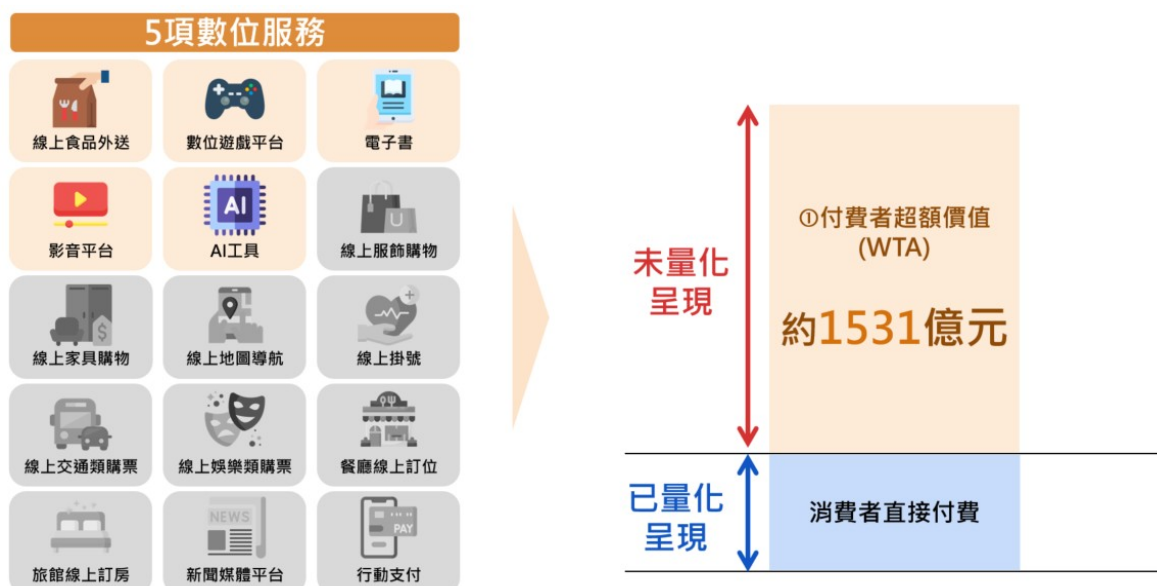 5項數位服務
線上食品外送
數位遊戲平台
電子書
影音平台
AI
AI工具
線上服飾購物
$
線上家具購物
線上地圖導航
線上掛號
線上交通類購票
線上娛樂類購票
餐廳線上訂位
旅館線上訂房
NEWS
新聞媒體平台
PAY
行動支付
未量化
呈現
①付費者超額價值
(WTA)
約1531億元
已量化
呈現
消費者直接付費